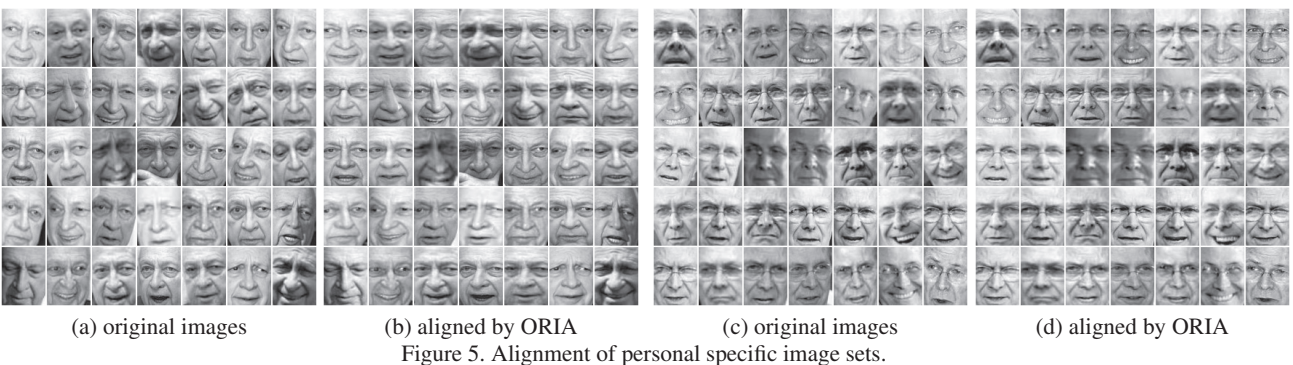 (a) original images
(b) aligned by ORIA
(c) original images
(d) aligned by ORIA
Figure 5. Alignment of personal specific image sets.